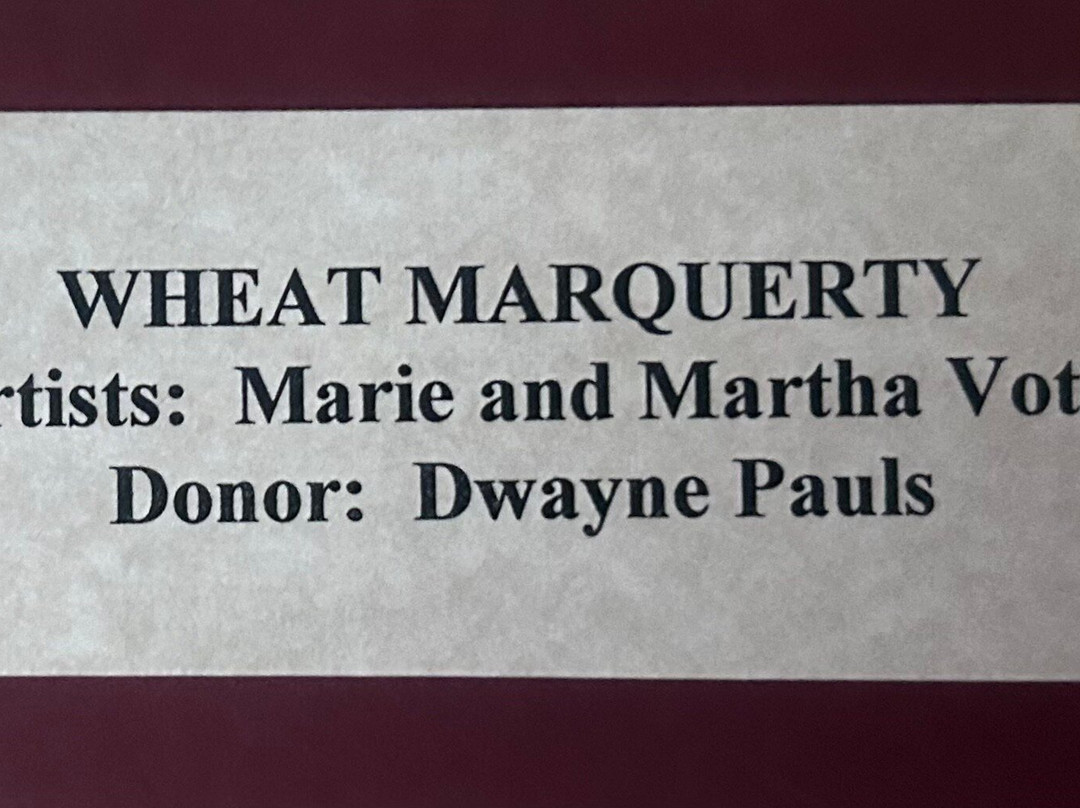 WHEAT MARQUERTY
rtists: Marie and Martha Vot
Donor: Dwayne Pauls